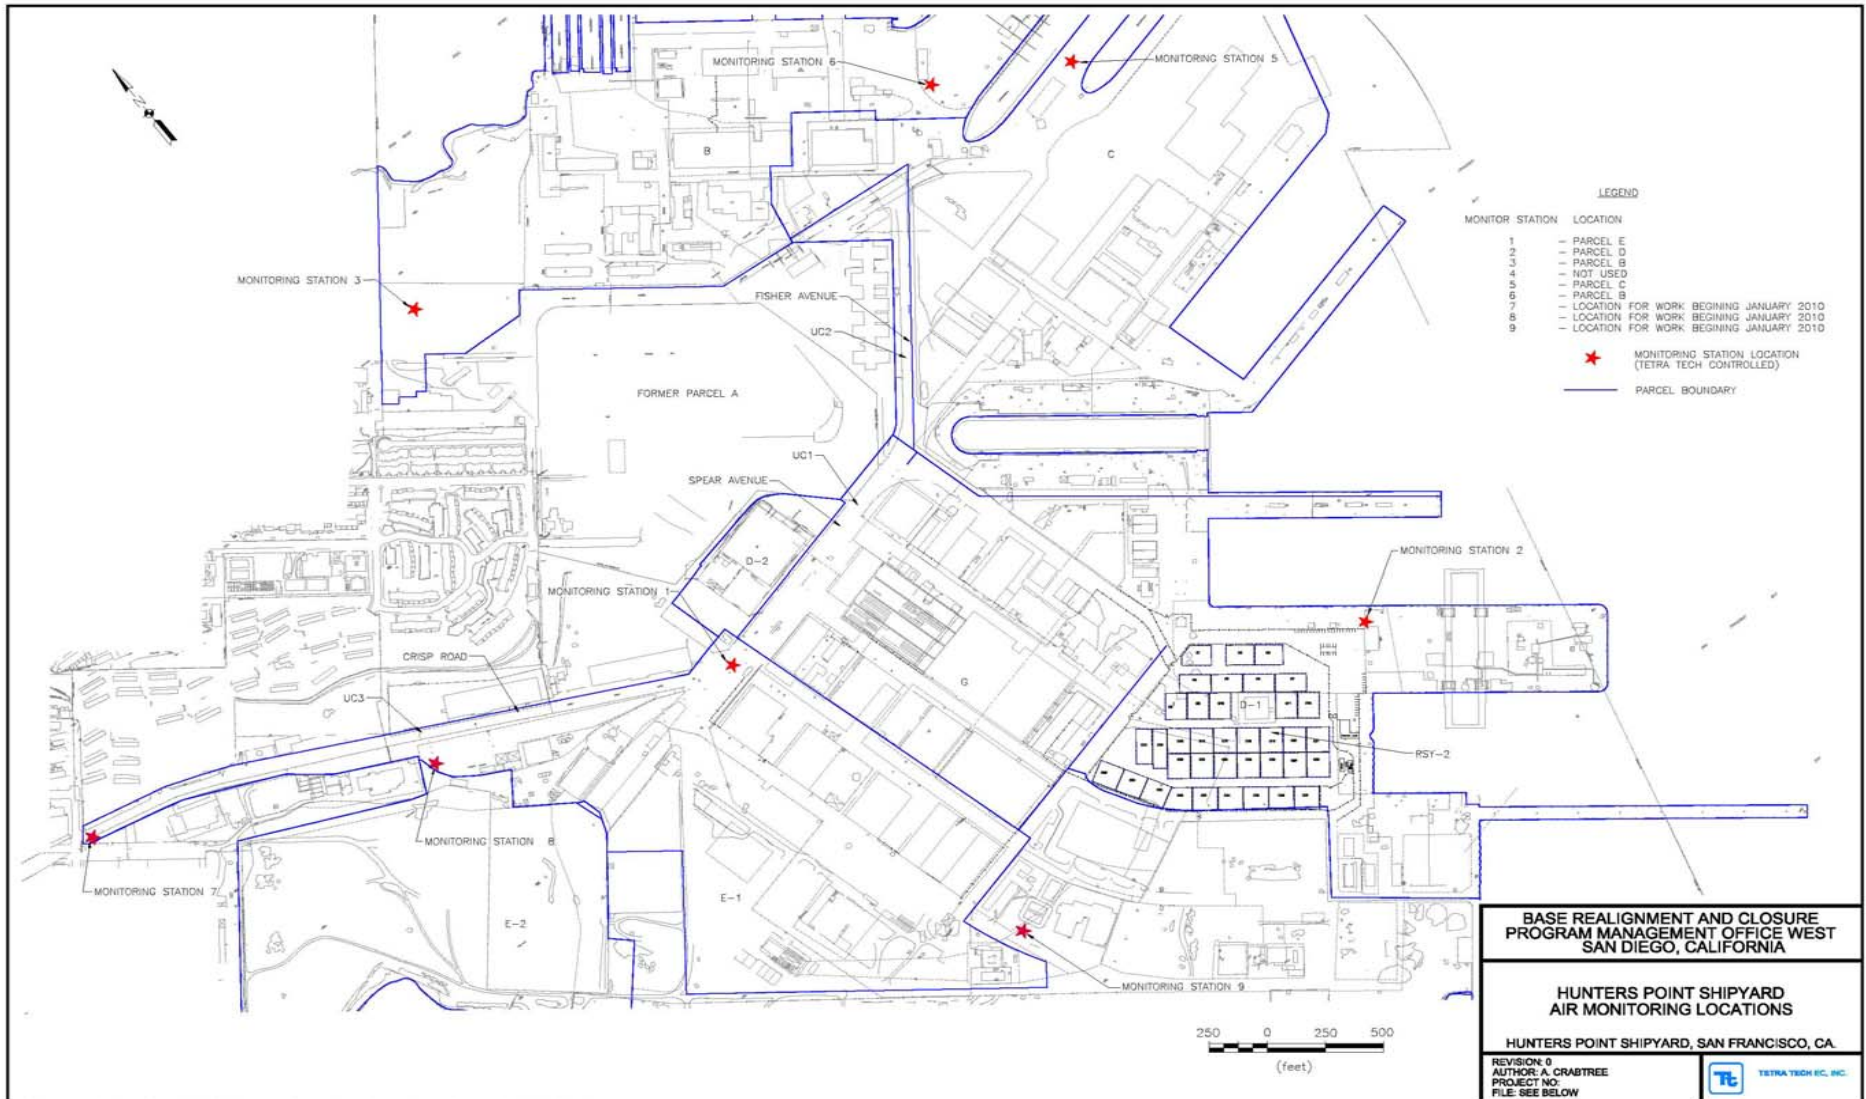 MONITORING STATION 6
MONITORING STATION 5
N
B
C
LEGEND
MONITOR STATION LOCATION
1 – PARCEL E
2 – PARCEL D
3 – PARCEL B
4 – NOT USED
5 – PARCEL C
6 – PARCEL B
7 – LOCATION FOR WORK BEGINING JANUARY 2010
8 – LOCATION FOR WORK BEGINING JANUARY 2010
9 – LOCATION FOR WORK BEGINING JANUARY 2010
MONITORING STATION LOCATION
(TETRA TECH CONTROLLED)
PARCEL BOUNDARY
MONITORING STATION 3
FISHER AVENUE
UC2
FORMER PARCEL A
UC1
SPEAR AVENUE
MONITORING STATION 2
D-2
MONITORING STATION 1
CRISP ROAD
G
UC3
D-1
RSY-2
MONITORING STATION 8
MONITORING STATION 7
E-1
E-2
MONITORING STATION 9
250 0 250 500
(feet)
BASE REALIGNMENT AND CLOSURE
PROGRAM MANAGEMENT OFFICE WEST
SAN DIEGO, CALIFORNIA
HUNTERS POINT SHIPYARD
AIR MONITORING LOCATIONS
HUNTERS POINT SHIPYARD, SAN FRANCISCO, CA.
REVISION: 0
AUTHOR: A. CRABTREE
PROJECT NO:
FILE: SEE BELOW
Tt
TETRA TECH EC, INC.